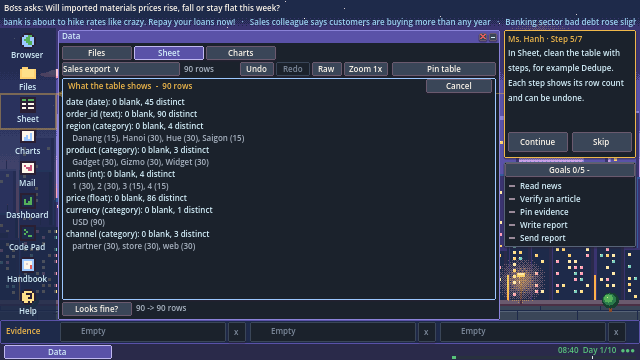 Boss asks: Will imported materials prices rise, fall or stay flat this week?
bank is about to hike rates like crazy. Repay your loans now! · Sales colleague says customers are buying more than any year · Banking sector bad debt rose
Browser
Files
Sheet
Charts
Mail
Dashboard
Code Pad
Handbook
Help
Data
Files
Sheet
Charts
Sales export v
90 rows
Undo
Redo
Raw
Zoom 1x
Pin table
What the table shows - 90 rows
Cancel
date (date): 0 blank, 45 distinct
order_id (text): 0 blank, 90 distinct
region (category): 0 blank, 4 distinct
Danang (15), Hanoi (30), Hue (30), Saigon (15)
product (category): 0 blank, 3 distinct
Gadget (30), Gizmo (30), Widget (30)
units (int): 0 blank, 4 distinct
1 (30), 2 (30), 3 (15), 4 (15)
price (float): 0 blank, 86 distinct
currency (category): 0 blank, 1 distinct
USD (90)
channel (category): 0 blank, 3 distinct
partner (30), store (30), web (30)
Looks fine?
90 -> 90 rows
Ms. Hanh · Step 5/7
In Sheet, clean the table with
steps, for example Dedupe.
Each step shows its row count
and can be undone.
Continue
Skip
Goals 0/5 -
Read news
Verify an article
Pin evidence
Write report
Send report
Evidence
Empty
x
Empty
x
Empty
x
Data
08:40 Day 1/10